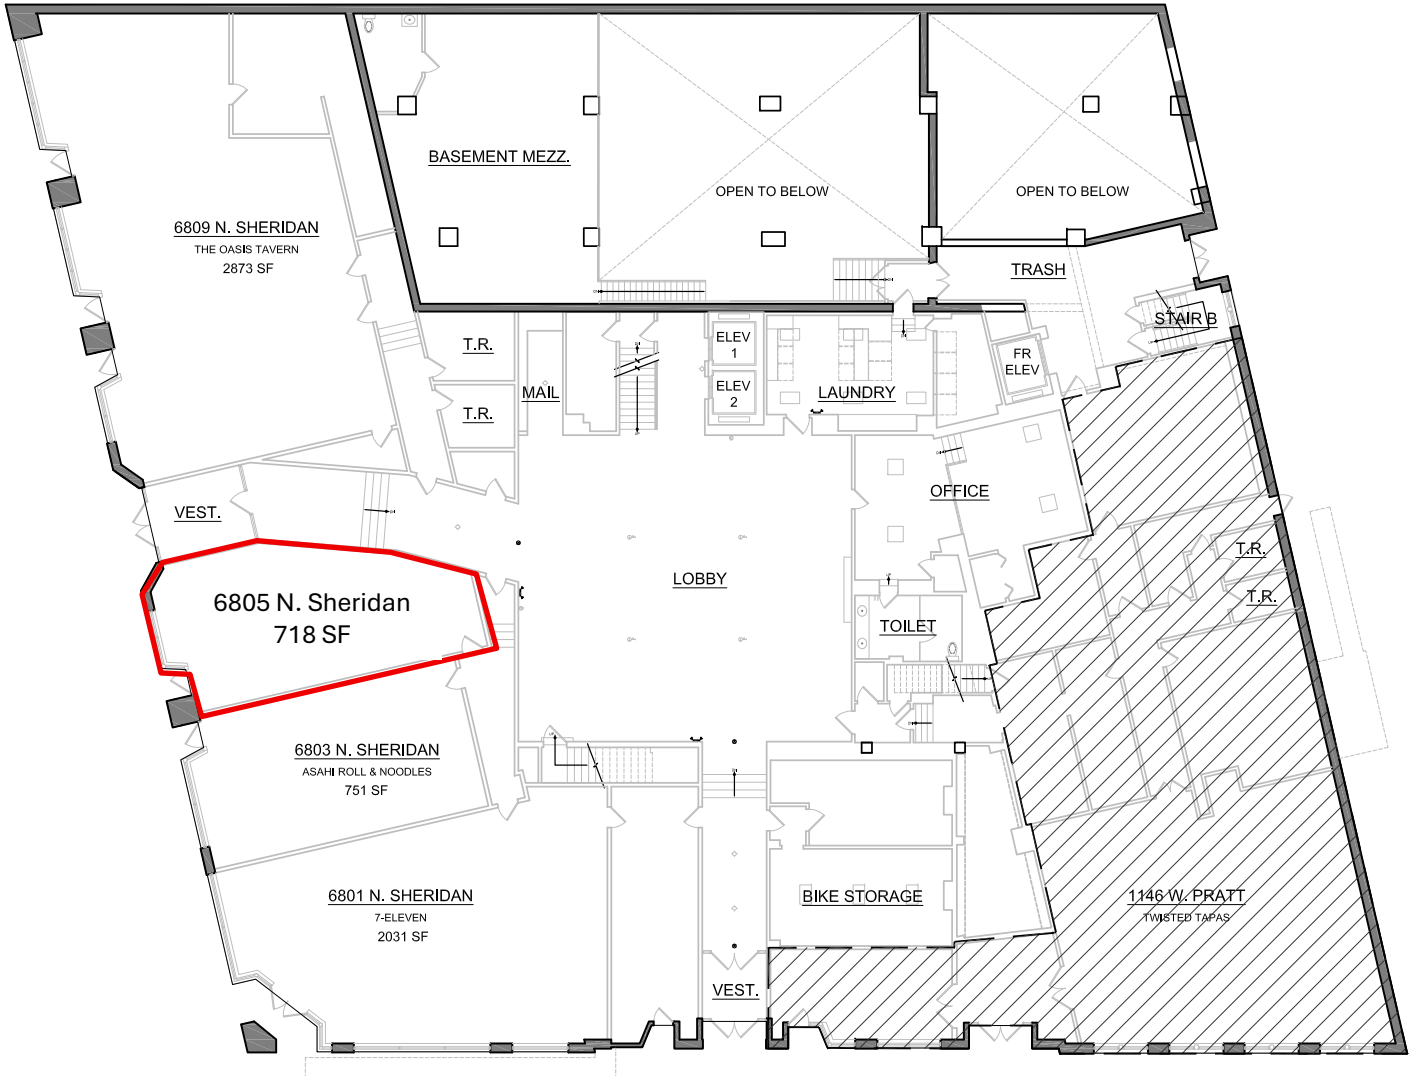 BASEMENT MEZZ.
OPEN TO BELOW
OPEN TO BELOW
6809 N. SHERIDAN
THE OASIS TAVERN
2873 SF
TRASH
STAIR B
ELEV
1
ELEV
2
FR
ELEV
T.R.
T.R.
MAIL
LAUNDRY
VEST.
OFFICE
LOBBY
T.R.
T.R.
6805 N. Sheridan
718 SF
TOILET
6803 N. SHERIDAN
ASAHI ROLL & NOODLES
751 SF
6801 N. SHERIDAN
7-ELEVEN
2031 SF
BIKE STORAGE
1146 W. PRATT
TWISTED TAPAS
VEST.